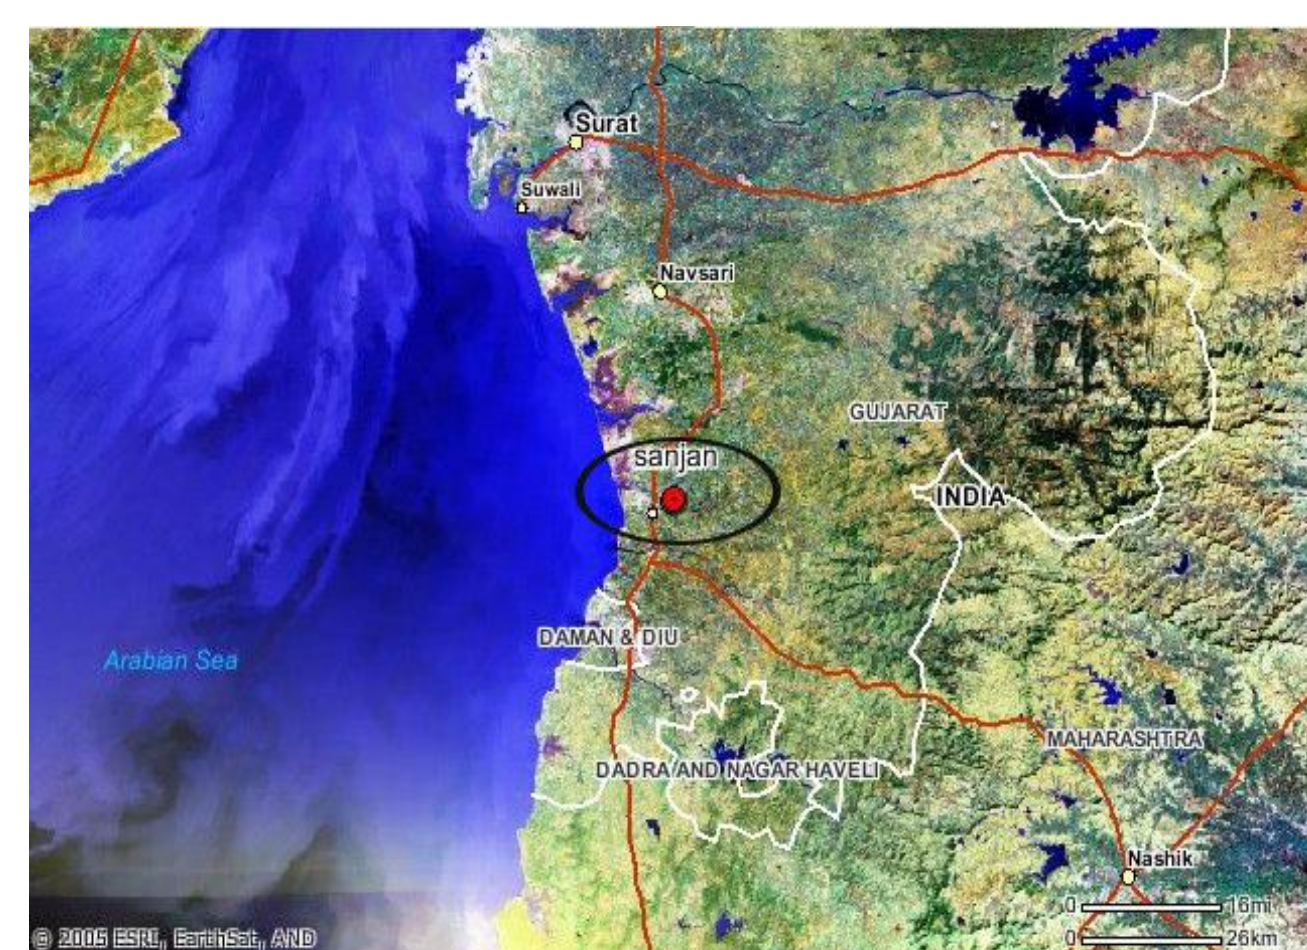 Surat
Suwali
Navsari
GUJARAT
sanjan
INDIA
DAMAN & DIU
Arabian Sea
MAHARASHTRA
DADRA AND NAGAR HAVELI
Nashik
0 16mi
0 26km
© 2005 ESRI, EarthSat, AND